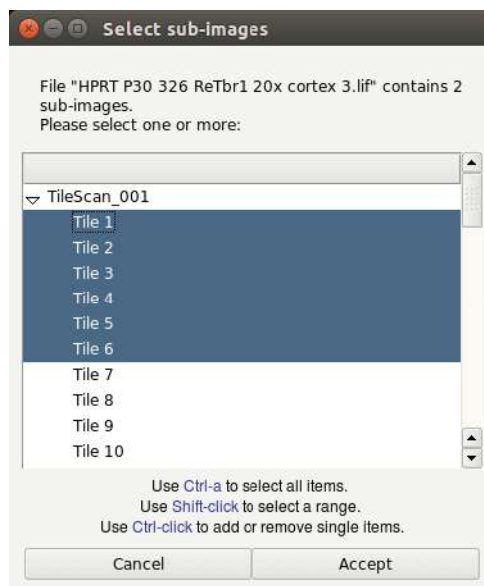 Select sub-images
File "HPRT P30 326 ReTbr1 20x cortex 3.lif" contains 2
sub-images.
Please select one or more:
TileScan_001
Tile 1
Tile 2
Tile 3
Tile 4
Tile 5
Tile 6
Tile 7
Tile 8
Tile 9
Tile 10
Use Ctrl-a to select all items.
Use Shift-click to select a range.
Use Ctrl-click to add or remove single items.
Cancel Accept